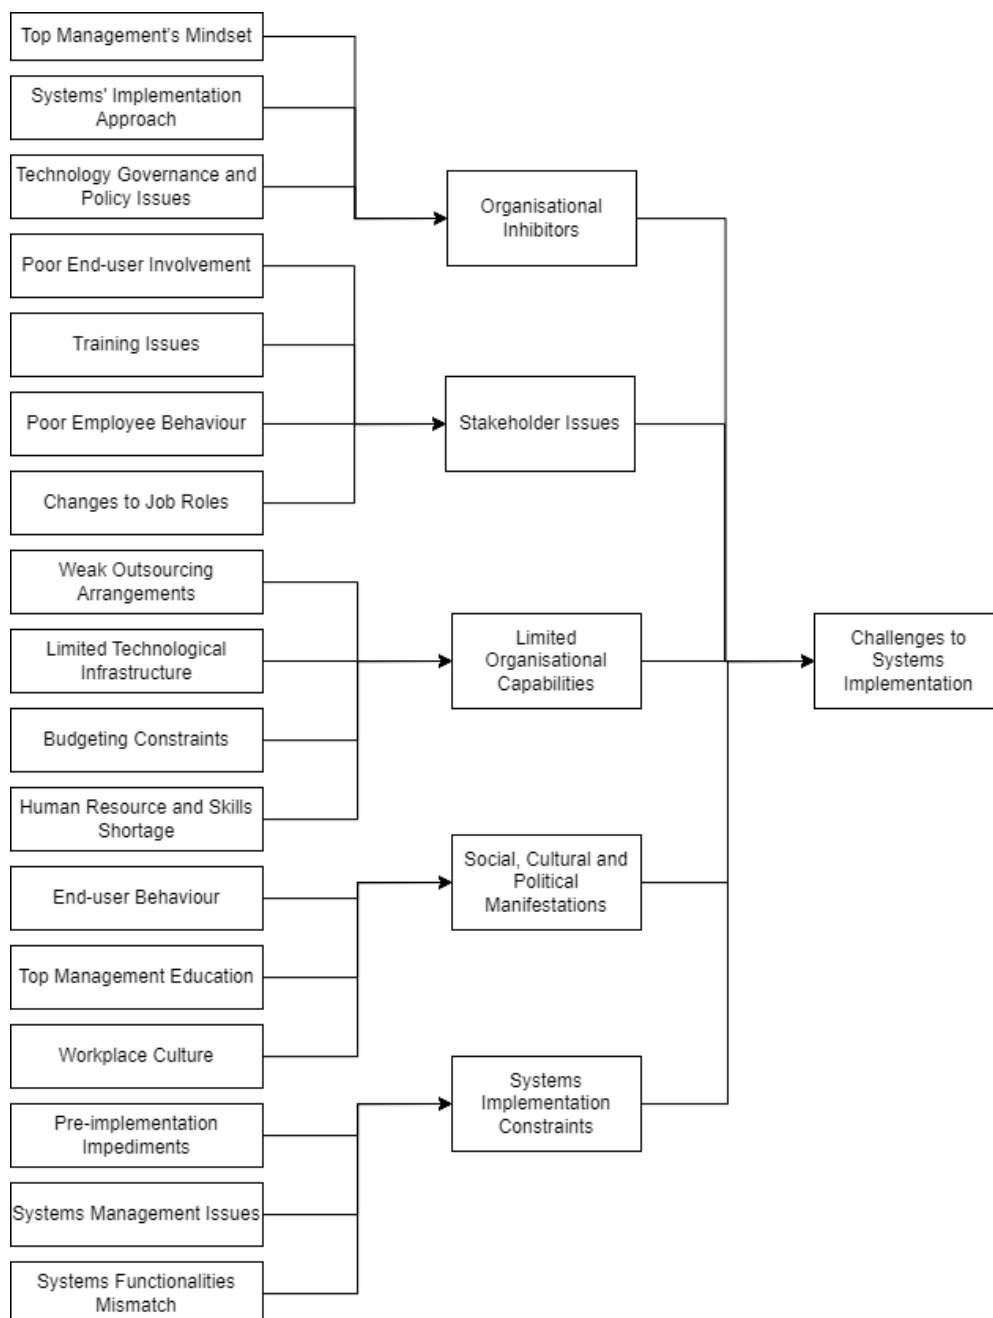 Top Management's Mindset
Systems' Implementation
Approach
Technology Governance and
Policy Issues
Poor End-user Involvement
Training Issues
Poor Employee Behaviour
Changes to Job Roles
Weak Outsourcing
Arrangements
Limited Technological
Infrastructure
Budgeting Constraints
Human Resource and Skills
Shortage
End-user Behaviour
Top Management Education
Workplace Culture
Pre-implementation
Impediments
Systems Management Issues
Systems Functionalities
Mismatch
Organisational
Inhibitors
Stakeholder Issues
Limited
Organisational
Capabilities
Social, Cultural and
Political
Manifestations
Systems
Implementation
Constraints
Challenges to
Systems
Implementation